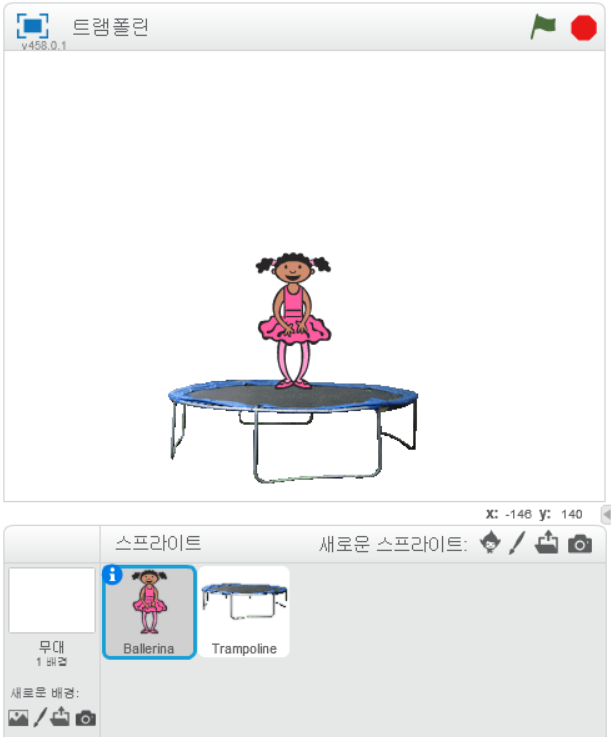 트램폴린
v458.0.1
x: -146 y: 140
스프라이트
새로운 스프라이트:
Ballerina
Trampoline
무대
1 배경
새로운 배경: